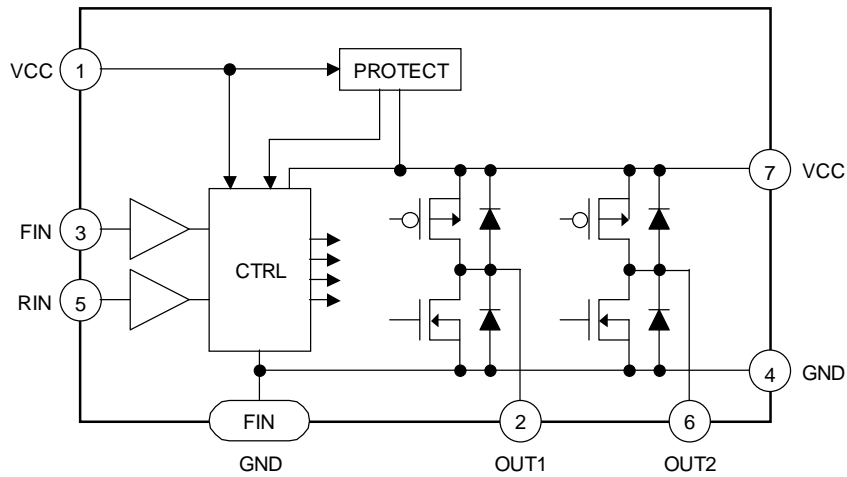 VCC 1
PROTECT
7 VCC
FIN 3
CTRL
RIN 5
4 GND
FIN
2
6
GND
OUT1
OUT2